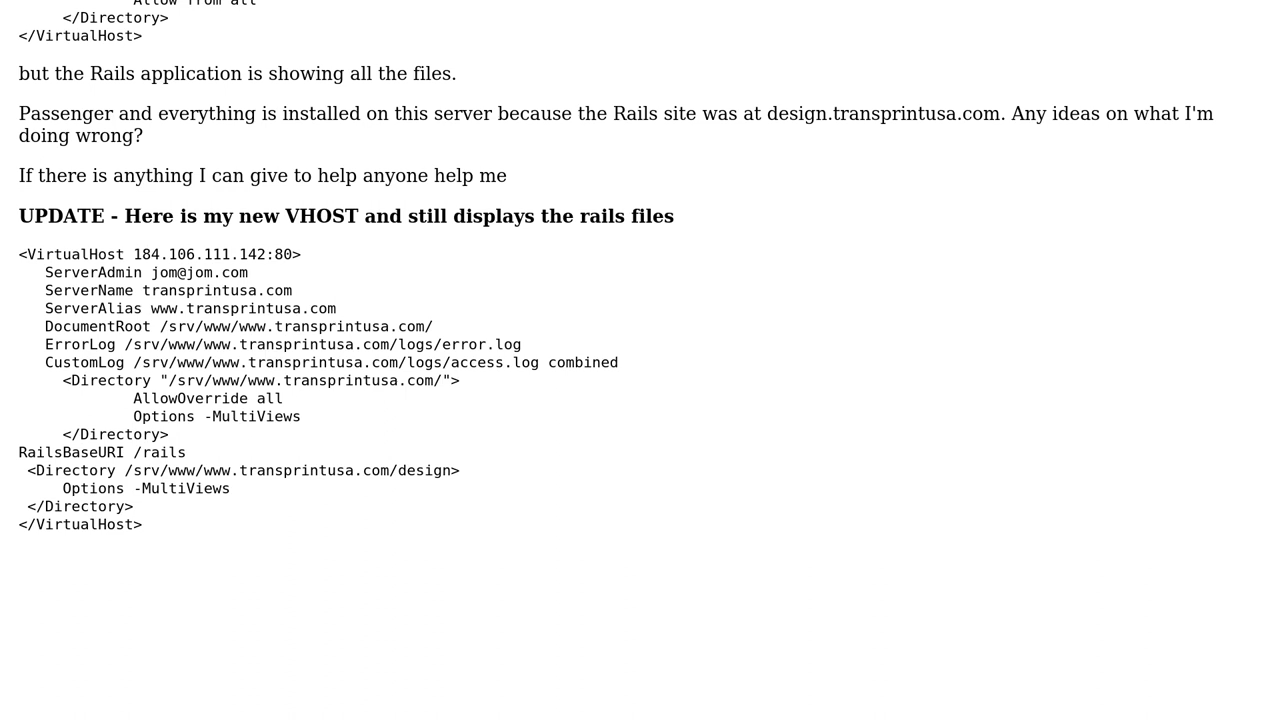 Allow from all
</Directory>
</VirtualHost>
but the Rails application is showing all the files.
Passenger and everything is installed on this server because the Rails site was at design.transprintusa.com. Any ideas on what I'm
doing wrong?
If there is anything I can give to help anyone help me
UPDATE - Here is my new VHOST and still displays the rails files
<VirtualHost 184.106.111.142:80>
ServerAdmin jom@jom.com
ServerName transprintusa.com
ServerAlias www.transprintusa.com
DocumentRoot /srv/www/www.transprintusa.com/
ErrorLog /srv/www/www.transprintusa.com/logs/error.log
CustomLog /srv/www/www.transprintusa.com/logs/access.log combined
<Directory "/srv/www/www.transprintusa.com/">
AllowOverride all
Options -MultiViews
</Directory>
RailsBaseURI /rails
<Directory /srv/www/www.transprintusa.com/design>
Options -MultiViews
</Directory>
</VirtualHost>